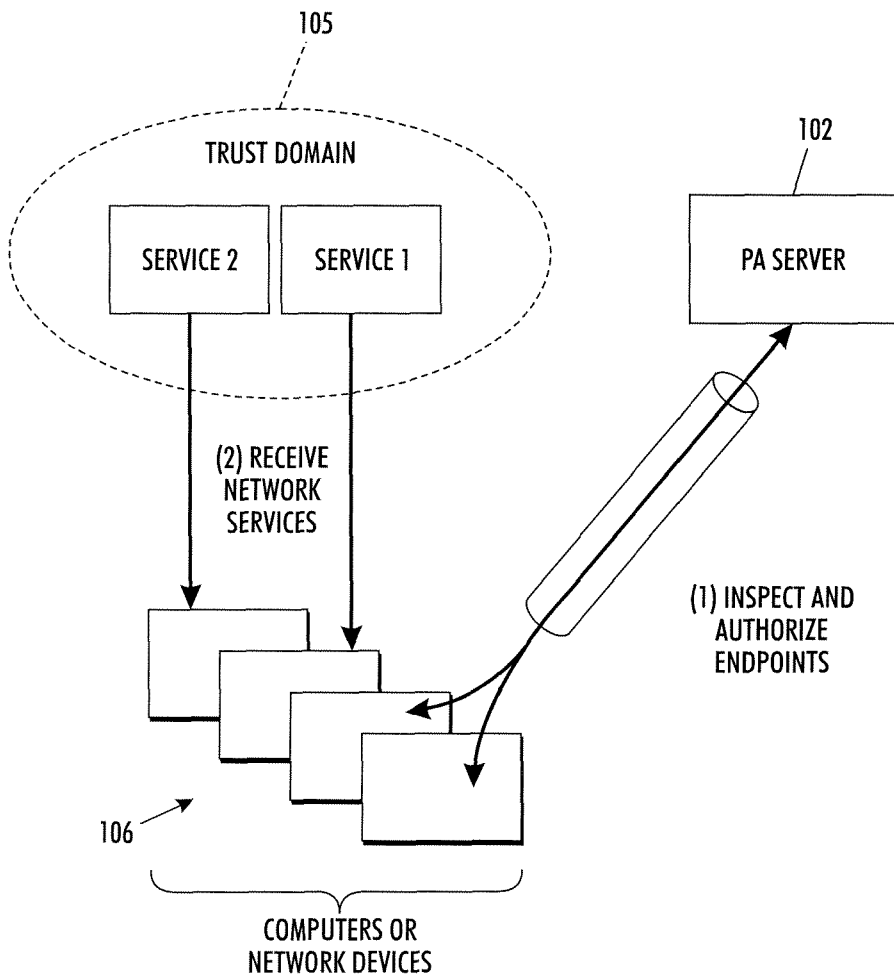 105
TRUST DOMAIN
102
SERVICE 2
SERVICE 1
PA SERVER
(2) RECEIVE
NETWORK
SERVICES
(1) INSPECT AND
AUTHORIZE
ENDPOINTS
106
COMPUTERS OR
NETWORK DEVICES